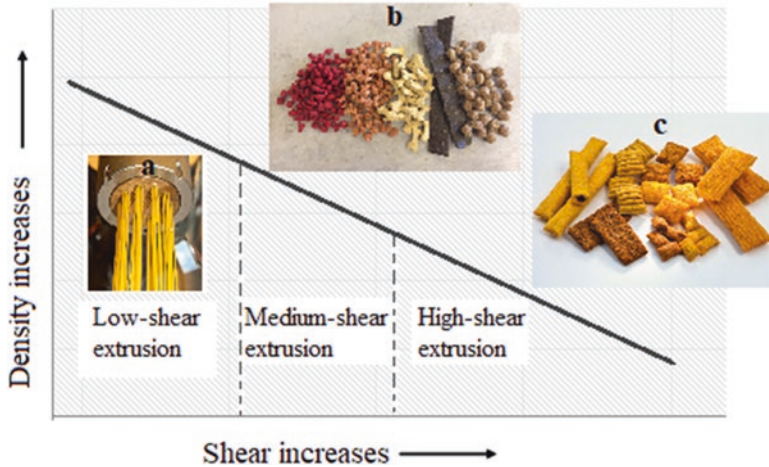 b
c
a
Density increases
Low-shear
extrusion
Medium-shear
extrusion
High-shear
extrusion
Shear increases